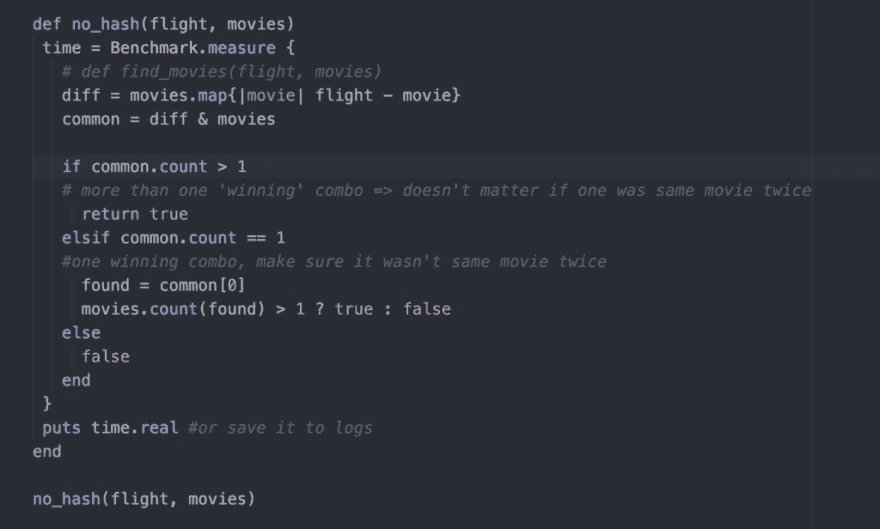 def no_hash(flight, movies)
 time = Benchmark.measure {
   # def find_movies(flight, movies)
   diff = movies.map{|movie| flight - movie}
   common = diff & movies

   if common.count > 1
   # more than one 'winning' combo => doesn't matter if one was same movie twice
     return true
   elsif common.count == 1
   #one winning combo, make sure it wasn't same movie twice
     found = common[0]
     movies.count(found) > 1 ? true : false
   else
     false
   end
 }
 puts time.real #or save it to logs
end

no_hash(flight, movies)